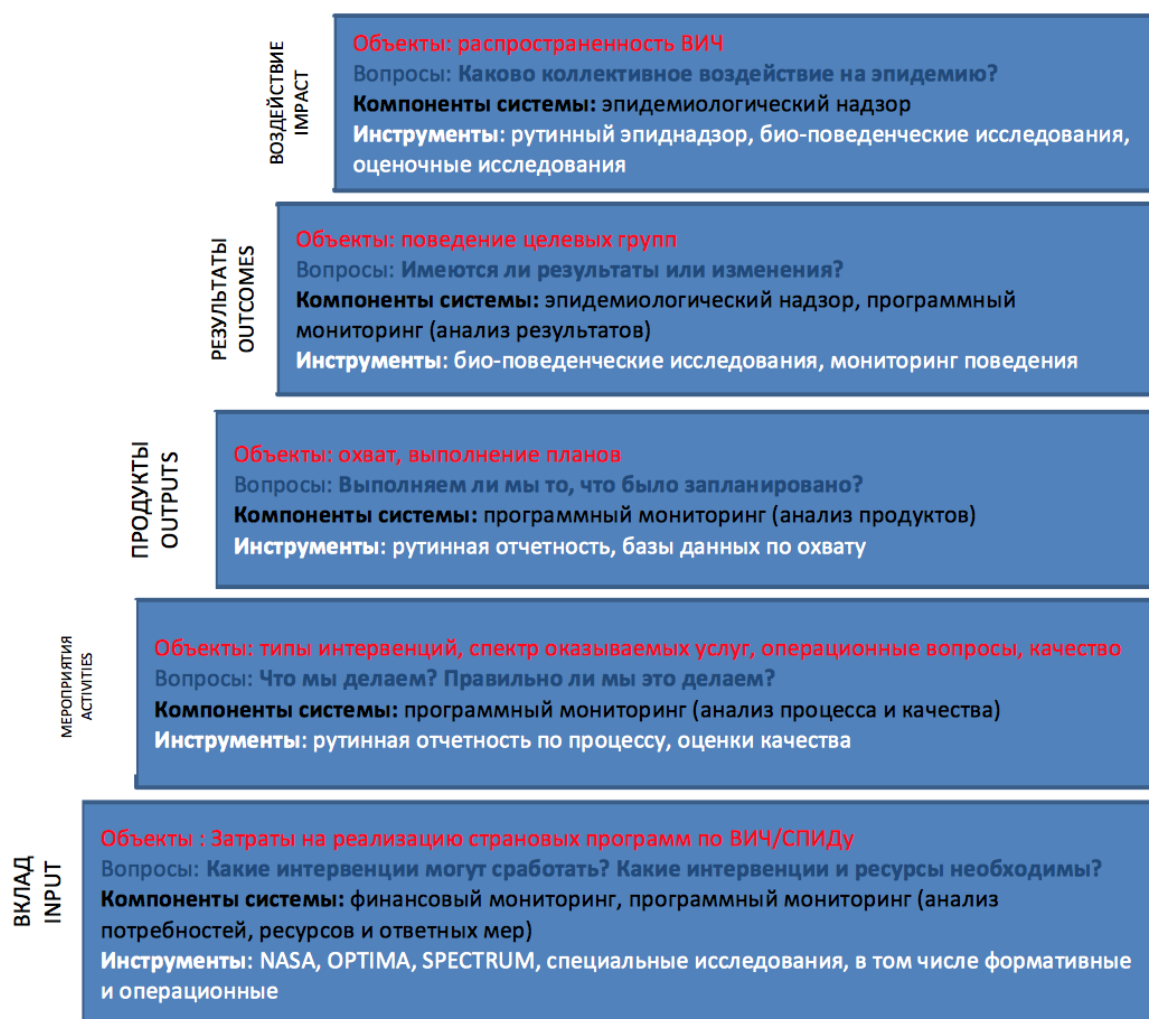 ВОЗДЕЙСТВИЕ
IMPACT
Объекты: распространенность ВИЧ
Вопросы: Каково коллективное воздействие на эпидемию?
Компоненты системы: эпидемиологический надзор
Инструменты: рутинный эпиднадзор, био-поведенческие исследования,
оценочные исследования
РЕЗУЛЬТАТЫ
OUTCOMES
Объекты: поведение целевых групп
Вопросы: Имеются ли результаты или изменения?
Компоненты системы: эпидемиологический надзор, программный
мониторинг (анализ результатов)
Инструменты: био-поведенческие исследования, мониторинг поведения
ПРОДУКТЫ
OUTPUTS
Объекты: охват, выполнение планов
Вопросы: Выполняем ли мы то, что было запланировано?
Компоненты системы: программный мониторинг (анализ продуктов)
Инструменты: рутинная отчетность, базы данных по охвату
МЕРОПРИЯТИЯ
ACTIVITIES
Объекты: типы интервенций, спектр оказываемых услуг, операционные вопросы, качество
Вопросы: Что мы делаем? Правильно ли мы это делаем?
Компоненты системы: программный мониторинг (анализ процесса и качества)
Инструменты: рутинная отчетность по процессу, оценки качества
ВКЛАД
INPUT
Объекты : Затраты на реализацию страновых программ по ВИЧ/СПИДу
Вопросы: Какие интервенции могут сработать? Какие интервенции и ресурсы необходимы?
Компоненты системы: финансовый мониторинг, программный мониторинг (анализ
потребностей, ресурсов и ответных мер)
Инструменты: NASA, OPTIMA, SPECTRUM, специальные исследования, в том числе формативные
и операционные